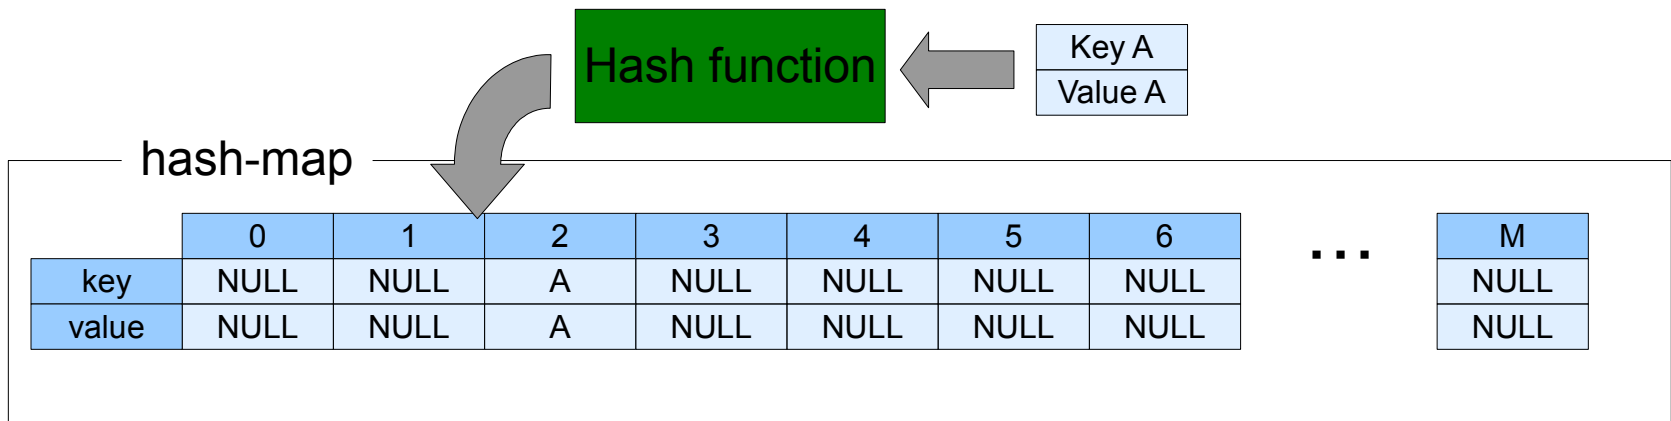 Hash function
Key A
Value A
hash-map
0 1 2 3 4 5 6 ... M
key NULL NULL A NULL NULL NULL NULL NULL
value NULL NULL A NULL NULL NULL NULL NULL